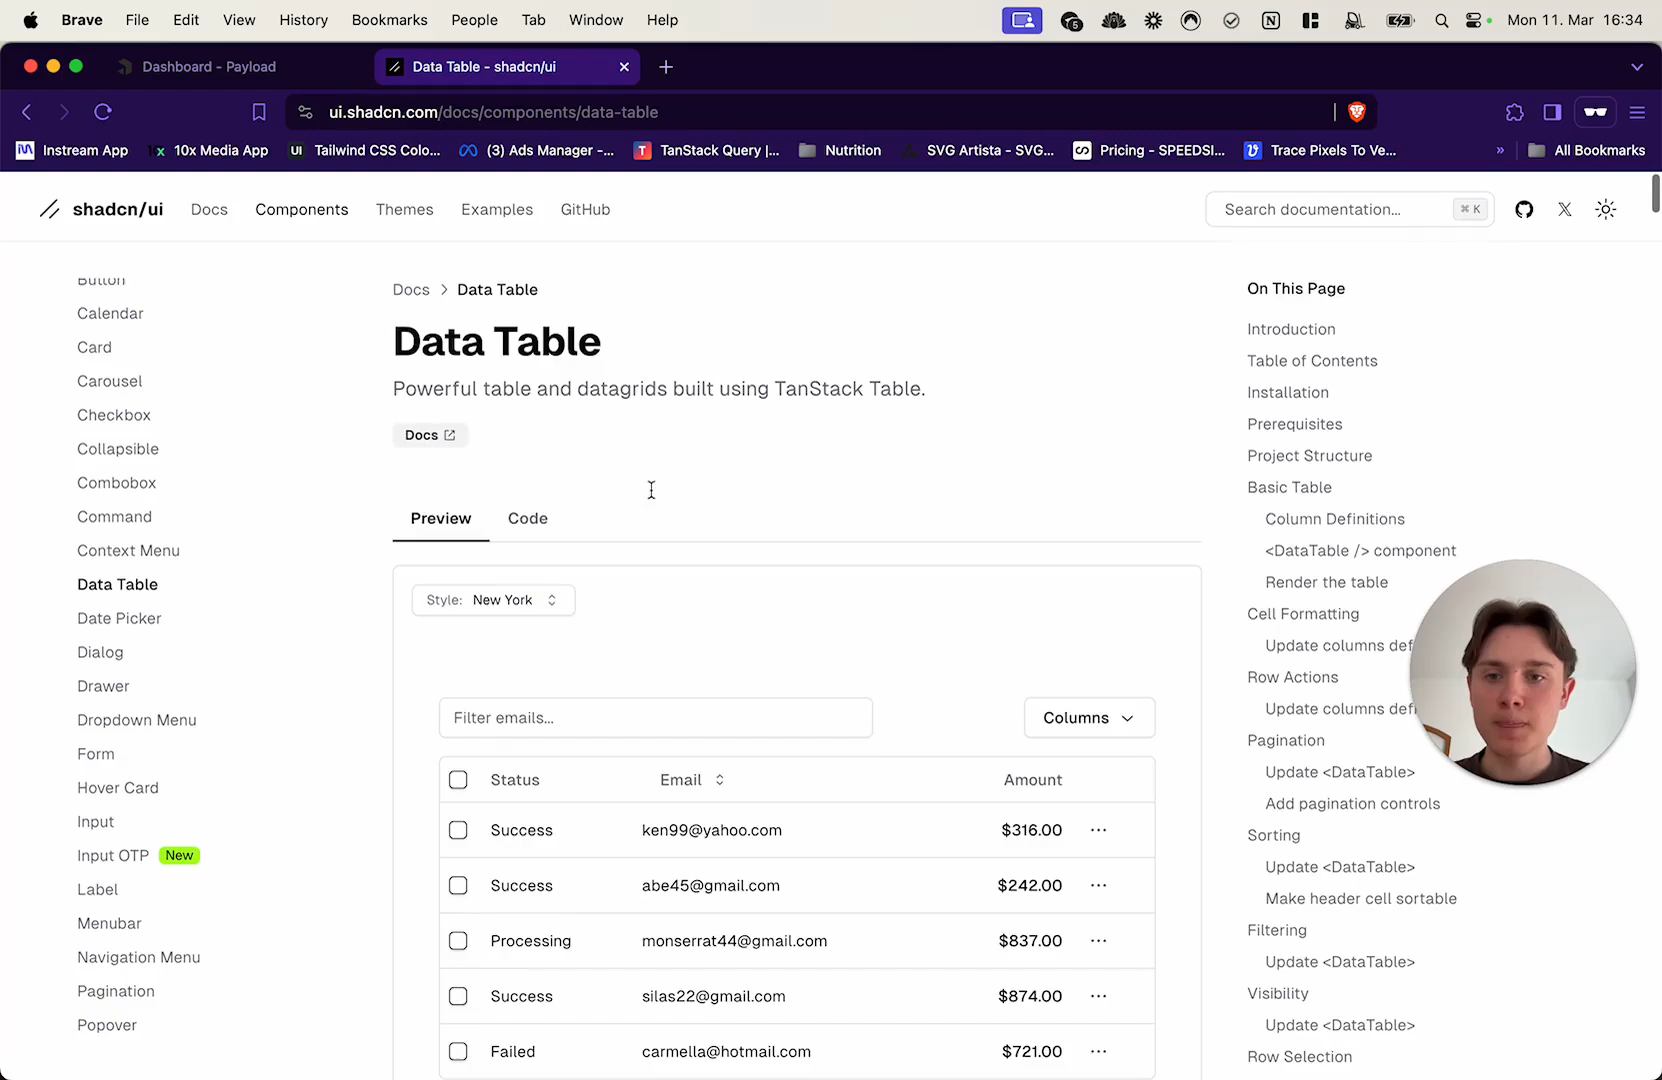 Brave File Edit View History Bookmarks People Tab Window Help 5 Mon 11. Mar 16:34
Dashboard - Payload Data Table - shadcn/ui
ui.shadcn.com/docs/components/data-table
Instream App 10x Media App UI Tailwind CSS Colo... (3) Ads Manager -... T TanStack Query |... Nutrition SVG Artista - SVG... Pricing - SPEEDSI... Trace Pixels To Ve... » All Bookmarks
shadcn/ui Docs Components Themes Examples GitHub Search documentation... ⌘ K
Button
Calendar
Card
Carousel
Checkbox
Collapsible
Combobox
Command
Context Menu
Data Table
Date Picker
Dialog
Drawer
Dropdown Menu
Form
Hover Card
Input
Input OTP New
Label
Menubar
Navigation Menu
Pagination
Popover
Docs > Data Table
Data Table
Powerful table and datagrids built using TanStack Table.
Docs
Preview Code
Style: New York
Filter emails... Columns
Status Email Amount
Success ken99@yahoo.com $316.00 ...
Success abe45@gmail.com $242.00 ...
Processing monserrat44@gmail.com $837.00 ...
Success silas22@gmail.com $874.00 ...
Failed carmella@hotmail.com $721.00 ...
On This Page
Introduction
Table of Contents
Installation
Prerequisites
Project Structure
Basic Table
Column Definitions
<DataTable /> component
Render the table
Cell Formatting
Update columns def
Row Actions
Update columns def
Pagination
Update <DataTable>
Add pagination controls
Sorting
Update <DataTable>
Make header cell sortable
Filtering
Update <DataTable>
Visibility
Update <DataTable>
Row Selection